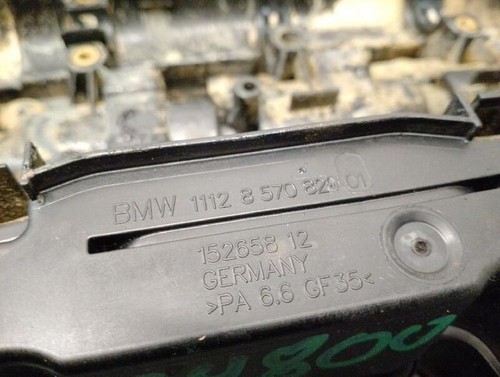 BMW 1112 8 570 829 01
152658 12
GERMANY
>PA 6.6 GF35<